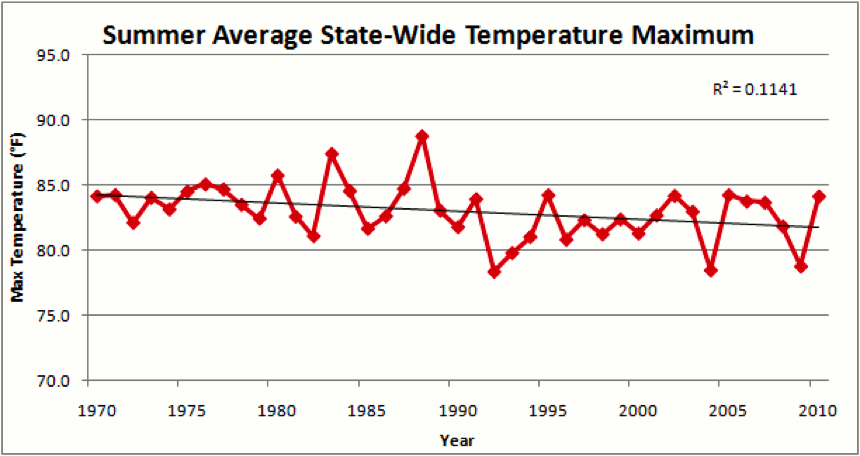 Summer Average State-Wide Temperature Maximum
R² = 0.1141
95.0
90.0
85.0
80.0
75.0
70.0
Max Temperature (°F)
1970 1975 1980 1985 1990 1995 2000 2005 2010
Year